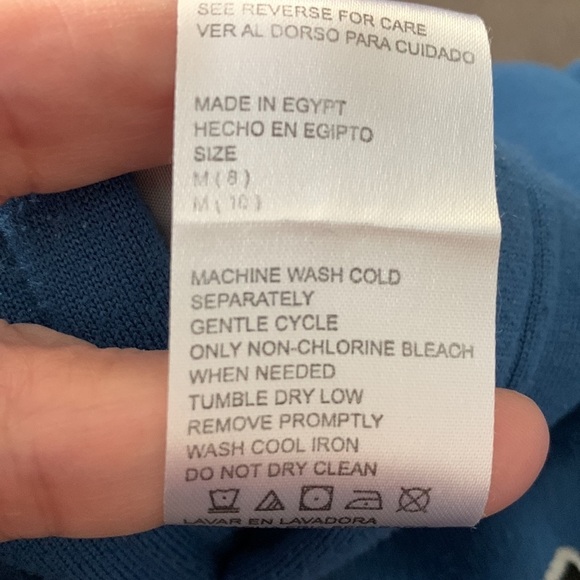 SEE REVERSE FOR CARE
VER AL DORSO PARA CUIDADO
MADE IN EGYPT
HECHO EN EGIPTO
SIZE
M ( 8 )
M ( 10 )
MACHINE WASH COLD
SEPARATELY
GENTLE CYCLE
ONLY NON-CHLORINE BLEACH
WHEN NEEDED
TUMBLE DRY LOW
REMOVE PROMPTLY
WASH COOL IRON
DO NOT DRY CLEAN
LAVAR EN LAVADORA